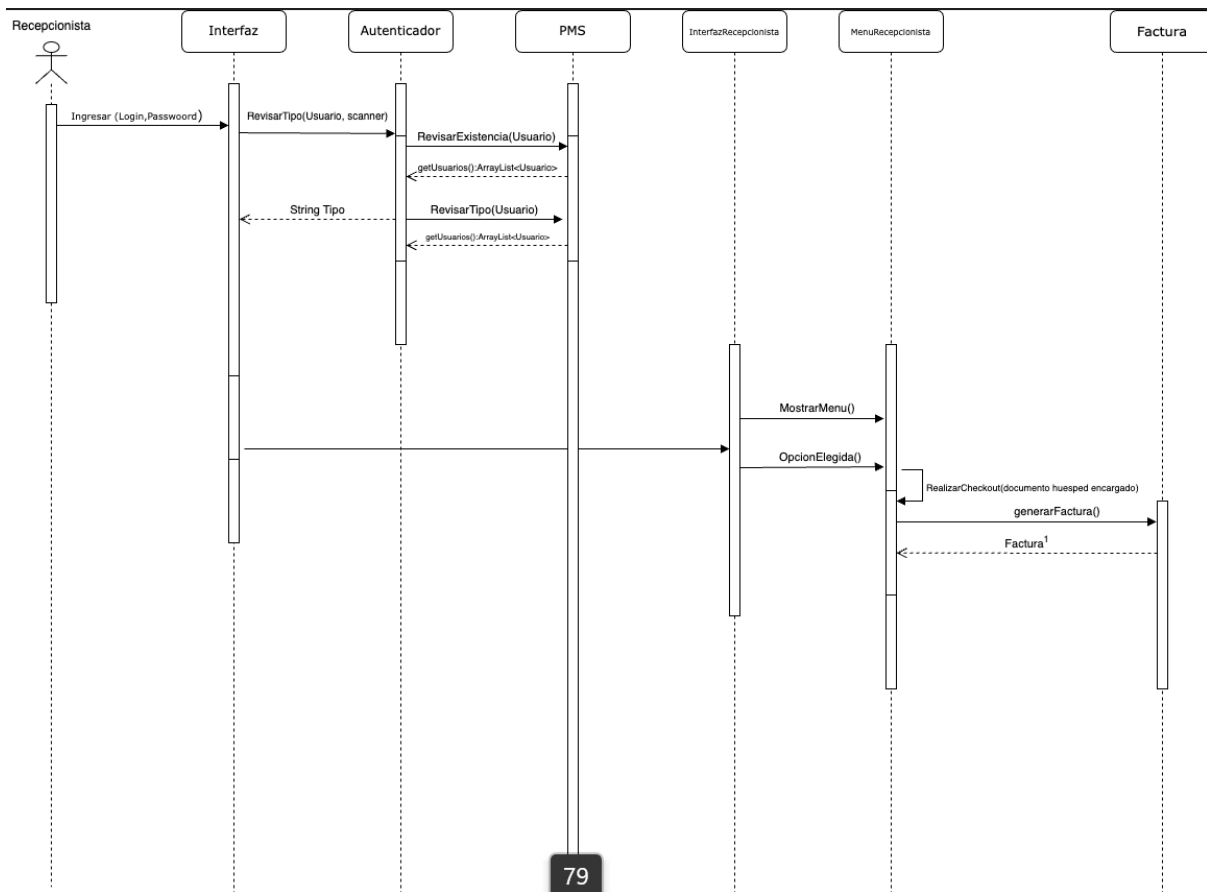 Recepcionista
Interfaz
Autenticador
PMS
InterfazRecepcionista
MenuRecepcionista
Factura
Ingresar (Login,Passwoord)
RevisarTipo(Usuario, scanner)
RevisarExistencia(Usuario)
getUsuarios():ArrayList<Usuario>
String Tipo
RevisarTipo(Usuario)
getUsuarios():ArrayList<Usuario>
MostrarMenu()
OpcionElegida()
RealizarCheckout(documento huesped encargado)
generarFactura()
Factura¹
79